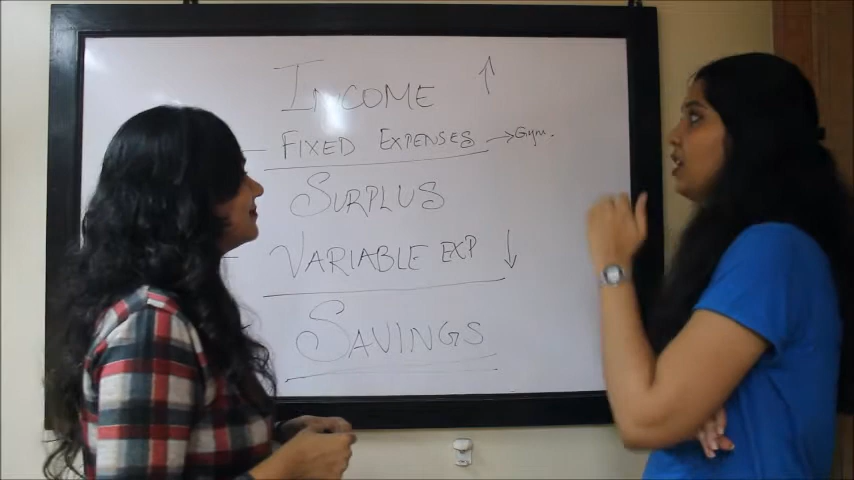 INCOME ↑
— FIXED EXPENSES → Gym.
SURPLUS
— VARIABLE EXP ↓
SAVINGS